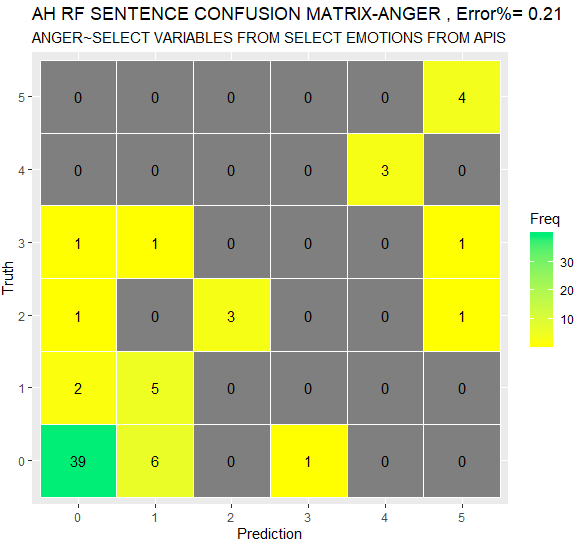 AH RF SENTENCE CONFUSION MATRIX-ANGER , Error%= 0.21
ANGER~SELECT VARIABLES FROM SELECT EMOTIONS FROM APIS
5 0 0 0 0 0 4
4 0 0 0 0 3 0
3 1 1 0 0 0 1
2 1 0 3 0 0 1
1 2 5 0 0 0 0
0 39 6 0 1 0 0
0 1 2 3 4 5
Prediction
Truth
Freq
30
20
10